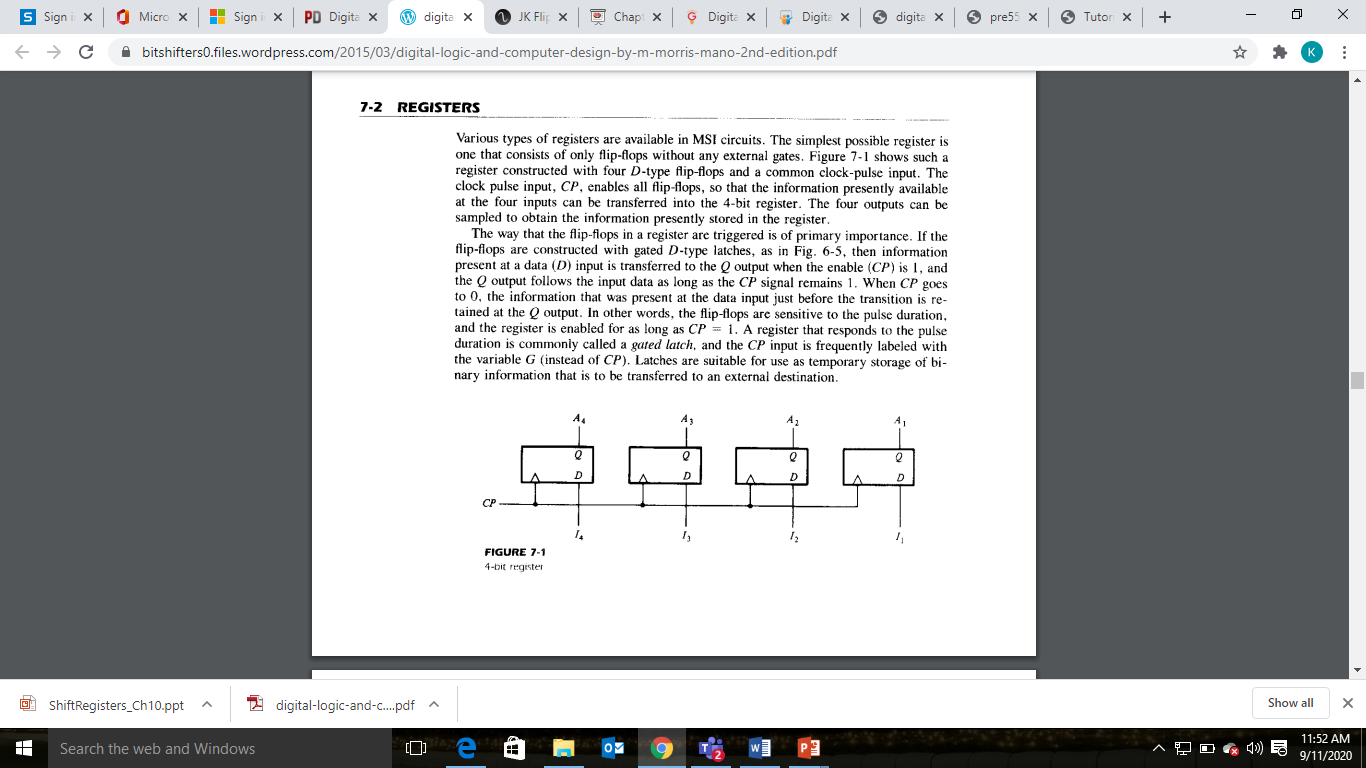 Sign i
Micro
Sign i
Digita
digita
JK Flip
Chap
Digita
Digita
digita
pre55
Tutor
bitshifters0.files.wordpress.com/2015/03/digital-logic-and-computer-design-by-m-morris-mano-2nd-edition.pdf
K
7-2 REGISTERS
Various types of registers are available in MSI circuits. The simplest possible register is
one that consists of only flip-flops without any external gates. Figure 7-1 shows such a
register constructed with four D-type flip-flops and a common clock-pulse input. The
clock pulse input, CP, enables all flip-flops, so that the information presently available
at the four inputs can be transferred into the 4-bit register. The four outputs can be
sampled to obtain the information presently stored in the register.
The way that the flip-flops in a register are triggered is of primary importance. If the
flip-flops are constructed with gated D-type latches, as in Fig. 6-5, then information
present at a data (D) input is transferred to the Q output when the enable (CP) is 1, and
the Q output follows the input data as long as the CP signal remains 1. When CP goes
to 0, the information that was present at the data input just before the transition is re-
tained at the Q output. In other words, the flip-flops are sensitive to the pulse duration,
and the register is enabled for as long as CP = 1. A register that responds to the pulse
duration is commonly called a gated latch, and the CP input is frequently labeled with
the variable G (instead of CP). Latches are suitable for use as temporary storage of bi-
nary information that is to be transferred to an external destination.
A4 A3 A2 A1
Q Q Q Q
D D D D
CP
I4 I3 I2 I1
FIGURE 7-1
4-bit register
ShiftRegisters_Ch10.ppt
digital-logic-and-c....pdf
Show all
Search the web and Windows
2
11:52 AM
9/11/2020